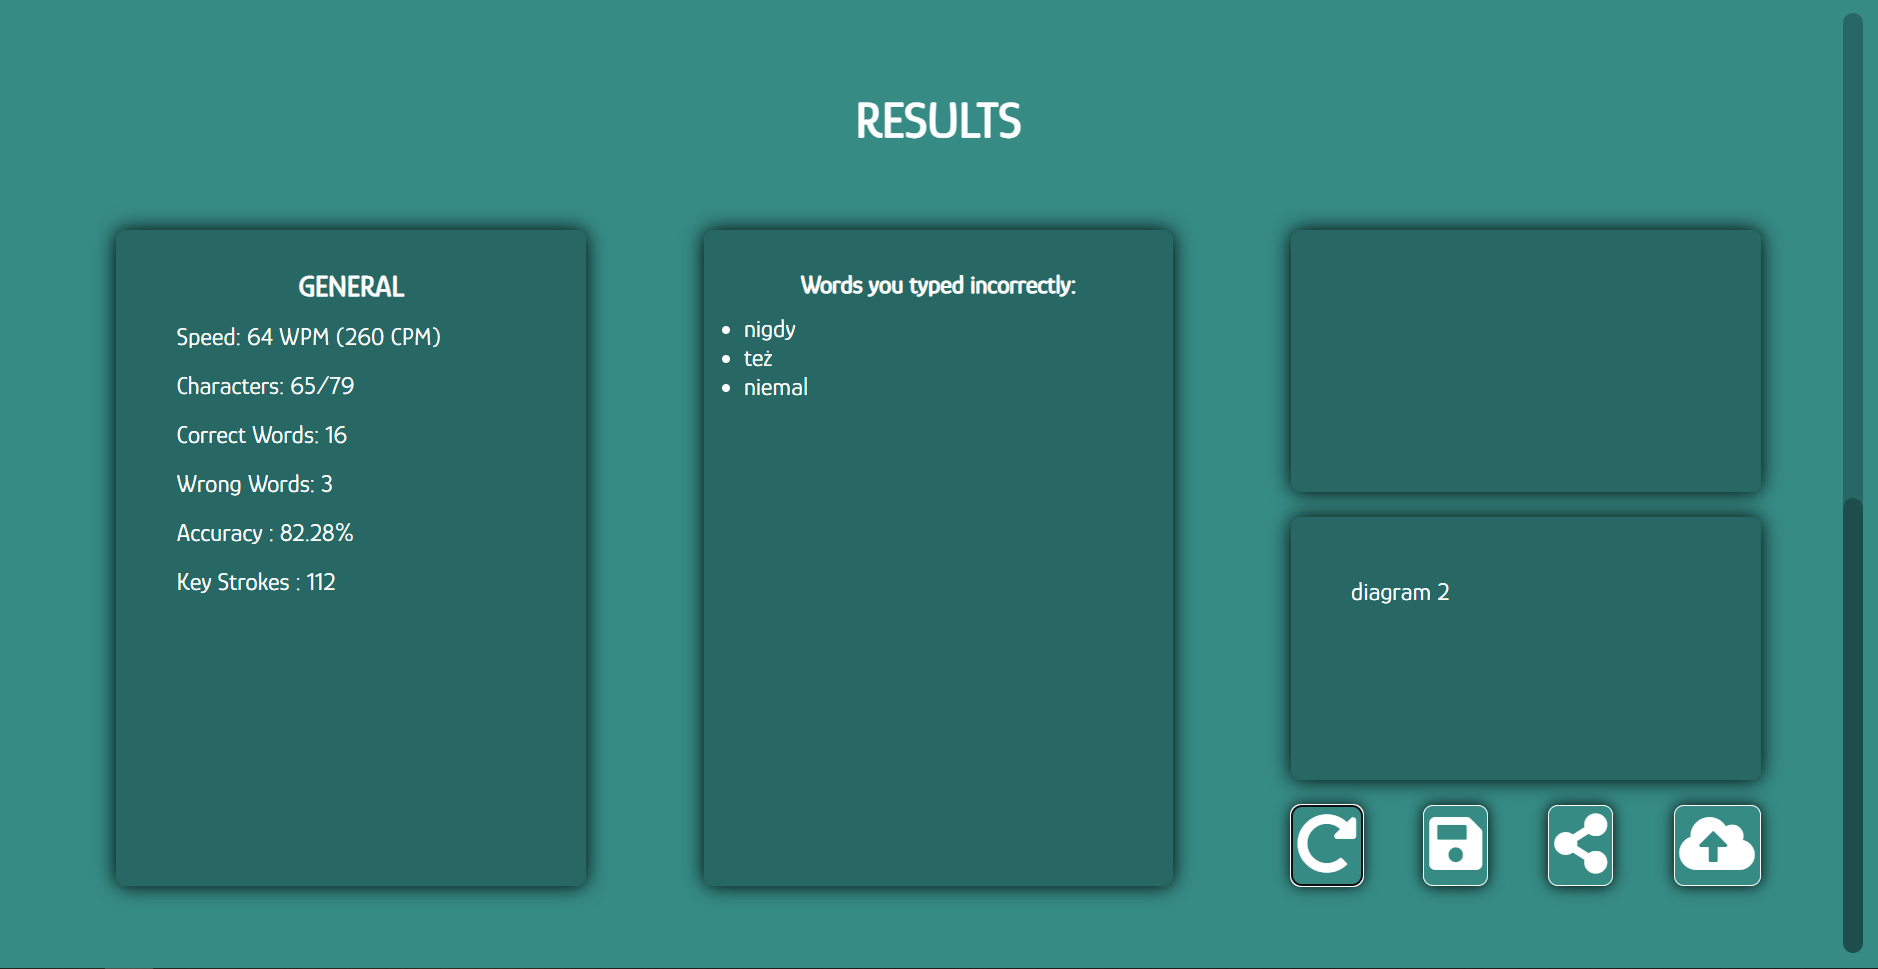 RESULTS
GENERAL
Speed: 64 WPM (260 CPM)
Characters: 65/79
Correct Words: 16
Wrong Words: 3
Accuracy : 82.28%
Key Strokes : 112
Words you typed incorrectly:
nigdy
też
niemal
diagram 2